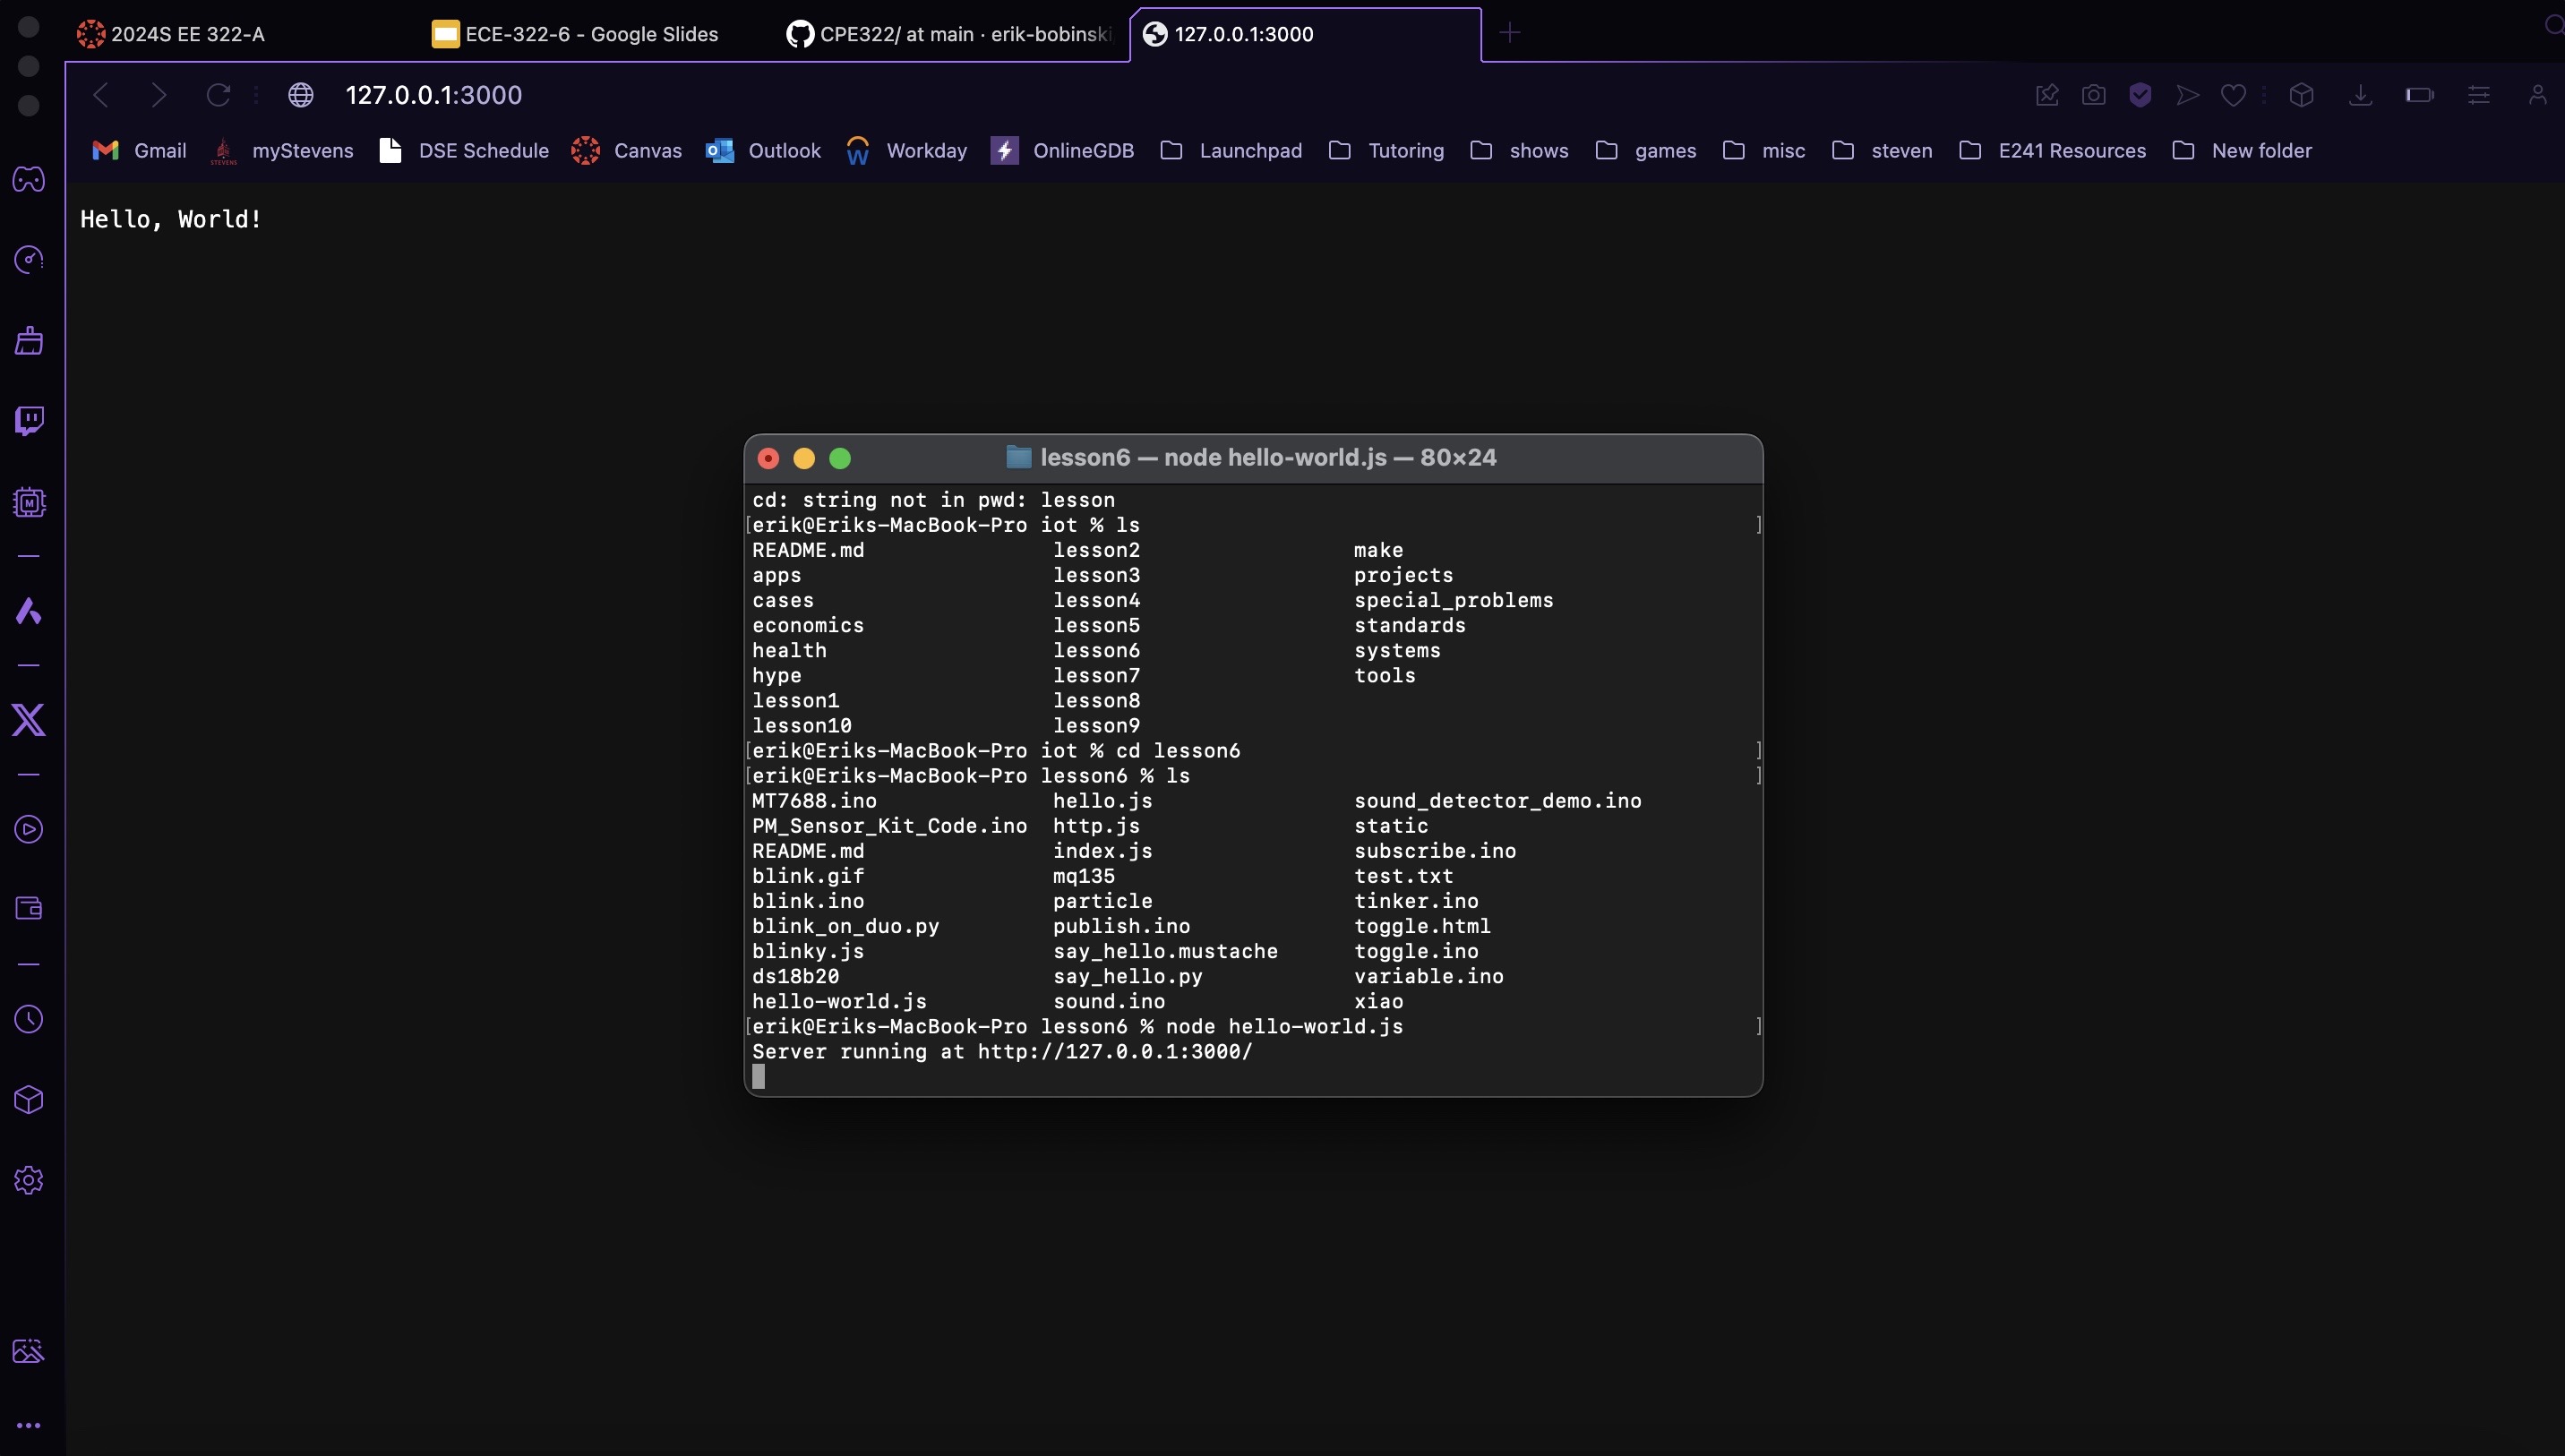 2024S EE 322-A
ECE-322-6 - Google Slides
CPE322/ at main · erik-bobinski
127.0.0.1:3000
127.0.0.1:3000
Gmail
STEVENS
myStevens
DSE Schedule
Canvas
Outlook
Workday
OnlineGDB
Launchpad
Tutoring
shows
games
misc
steven
E241 Resources
New folder
Hello, World!
lesson6 — node hello-world.js — 80×24
cd: string not in pwd: lesson
[erik@Eriks-MacBook-Pro iot % ls ]
README.md lesson2 make
apps lesson3 projects
cases lesson4 special_problems
economics lesson5 standards
health lesson6 systems
hype lesson7 tools
lesson1 lesson8
lesson10 lesson9
[erik@Eriks-MacBook-Pro iot % cd lesson6 ]
[erik@Eriks-MacBook-Pro lesson6 % ls ]
MT7688.ino hello.js sound_detector_demo.ino
PM_Sensor_Kit_Code.ino http.js static
README.md index.js subscribe.ino
blink.gif mq135 test.txt
blink.ino particle tinker.ino
blink_on_duo.py publish.ino toggle.html
blinky.js say_hello.mustache toggle.ino
ds18b20 say_hello.py variable.ino
hello-world.js sound.ino xiao
[erik@Eriks-MacBook-Pro lesson6 % node hello-world.js ]
Server running at http://127.0.0.1:3000/